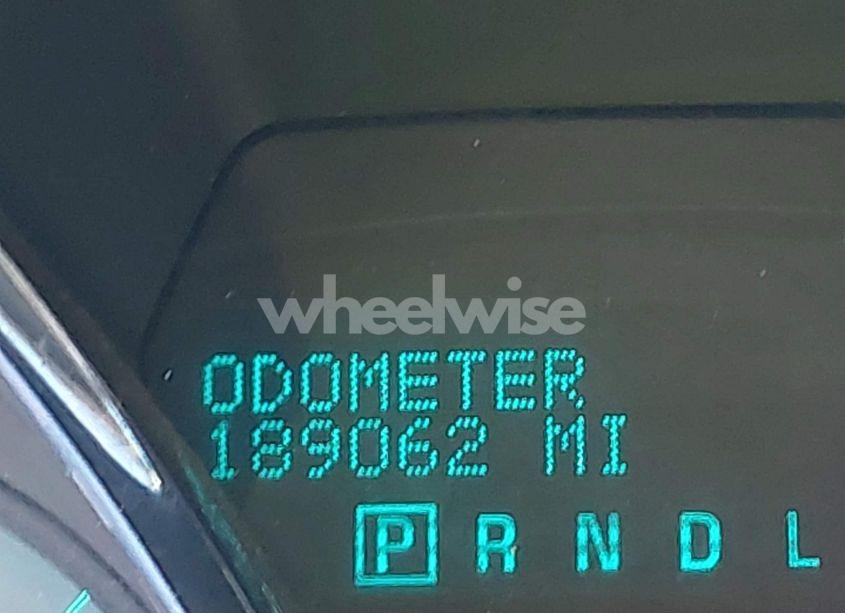 wheelwise
ODOMETER
189062 MI
P R N D L